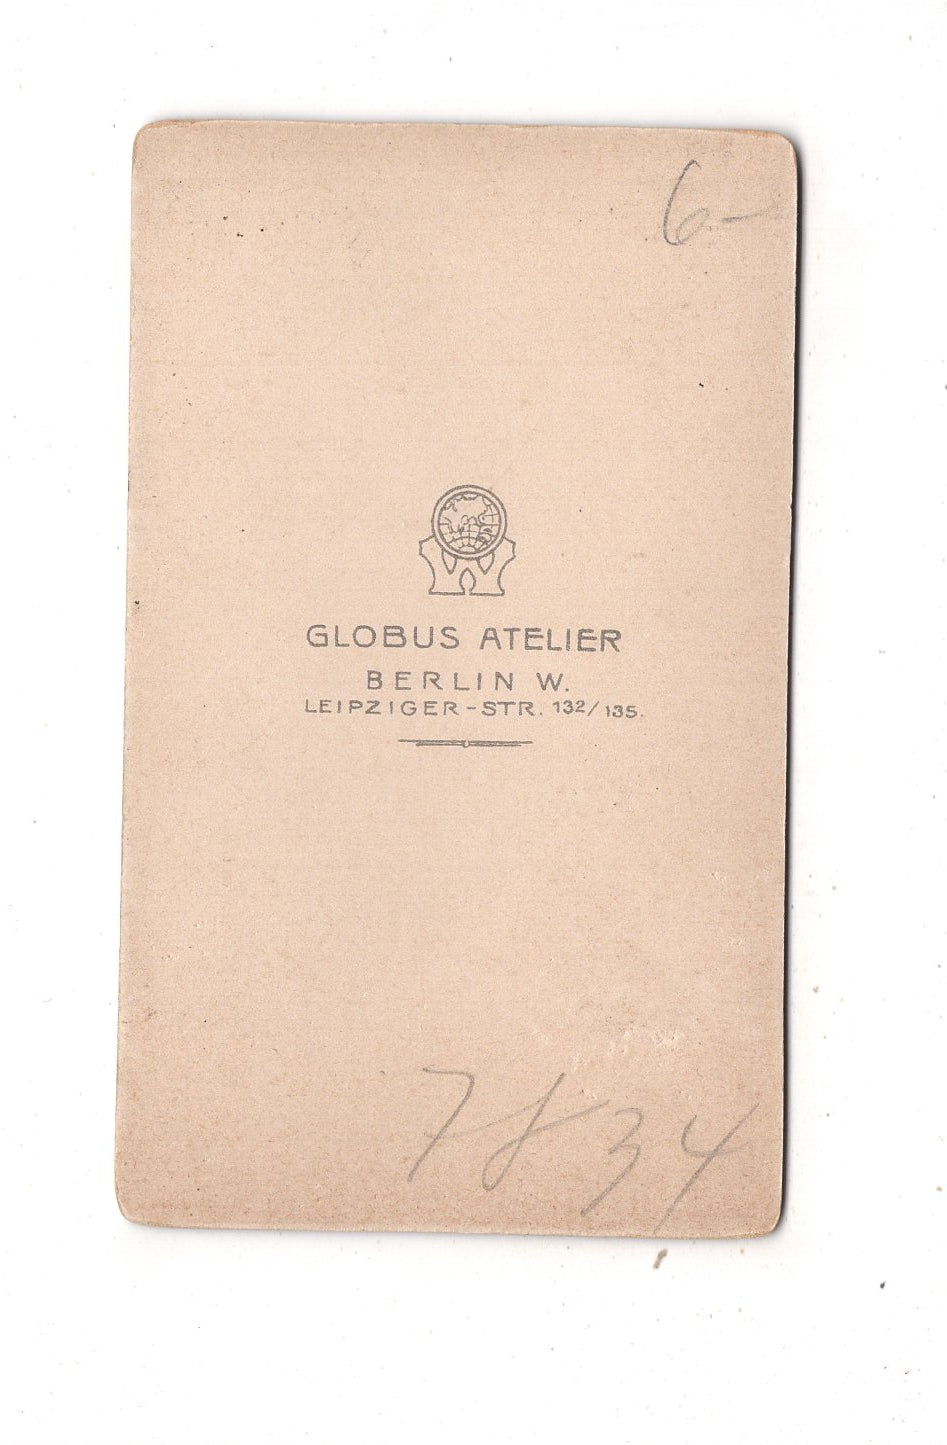 6-
GLOBUS ATELIER
BERLIN W.
LEIPZIGER-STR. 132/135.
7834